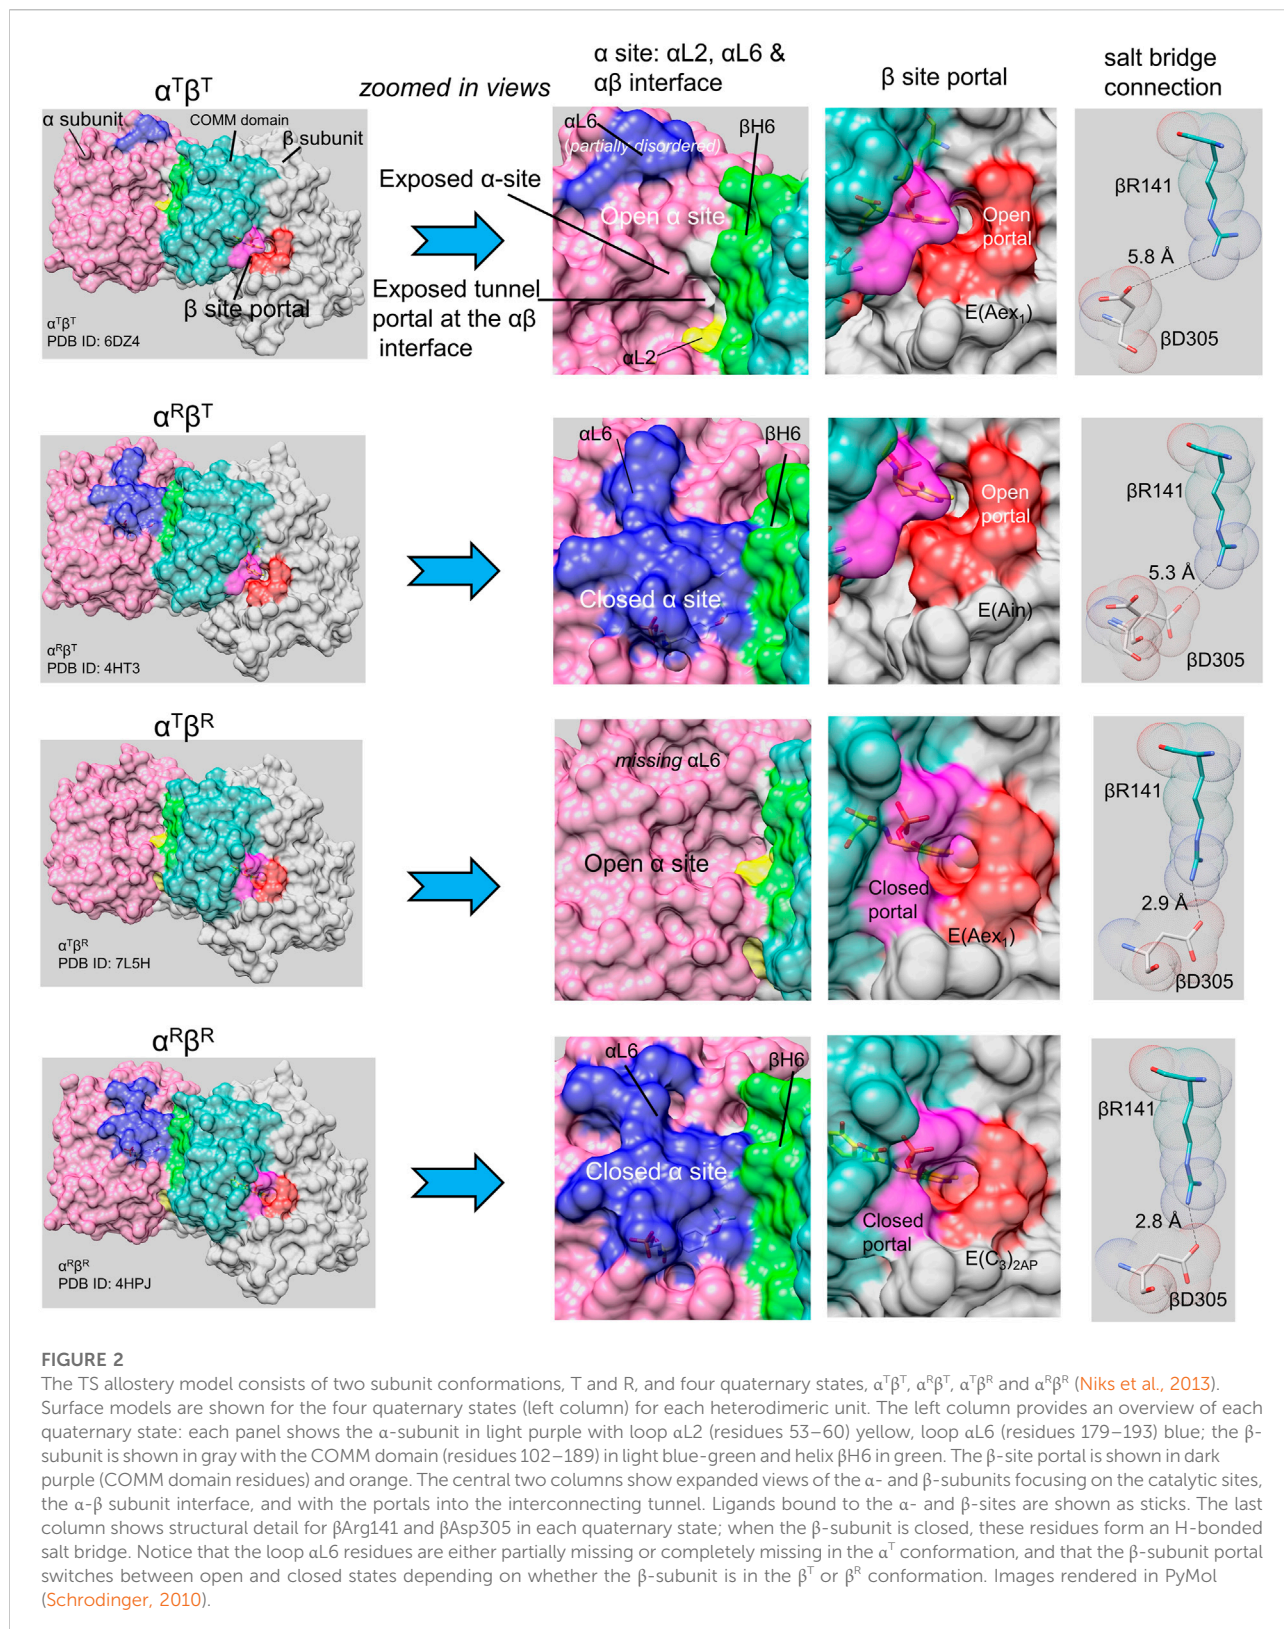 αᵀβᵀ
zoomed in views
α site: αL2, αL6 &
αβ interface
β site portal
salt bridge
connection
α subunit
COMM domain
β subunit
β site portal
αᵀβᵀ
PDB ID: 6DZ4
Exposed α-site
Exposed tunnel
portal at the αβ
interface
αL6
(partially disordered)
βH6
Open α site
αL2
Open
portal
E(Aex₁)
βR141
5.8 Å
βD305
αᴿβᵀ
αᴿβᵀ
PDB ID: 4HT3
αL6
βH6
Closed α site
Open
portal
E(Ain)
βR141
5.3 Å
βD305
αᵀβᴿ
αᵀβᴿ
PDB ID: 7L5H
missing αL6
Open α site
Closed
portal
E(Aex₁)
βR141
2.9 Å
βD305
αᴿβᴿ
αᴿβᴿ
PDB ID: 4HPJ
αL6
βH6
Closed α site
Closed
portal
E(C₃)₂AP
βR141
2.8 Å
βD305
FIGURE 2
The TS allostery model consists of two subunit conformations, T and R, and four quaternary states, αᵀβᵀ, αᴿβᵀ, αᵀβᴿ and αᴿβᴿ (Niks et al., 2013).
Surface models are shown for the four quaternary states (left column) for each heterodimeric unit. The left column provides an overview of each
quaternary state: each panel shows the α-subunit in light purple with loop αL2 (residues 53–60) yellow, loop αL6 (residues 179–193) blue; the β-
subunit is shown in gray with the COMM domain (residues 102–189) in light blue-green and helix βH6 in green. The β-site portal is shown in dark
purple (COMM domain residues) and orange. The central two columns show expanded views of the α- and β-subunits focusing on the catalytic sites,
the α-β subunit interface, and with the portals into the interconnecting tunnel. Ligands bound to the α- and β-sites are shown as sticks. The last
column shows structural detail for βArg141 and βAsp305 in each quaternary state; when the β-subunit is closed, these residues form an H-bonded
salt bridge. Notice that the loop αL6 residues are either partially missing or completely missing in the αᵀ conformation, and that the β-subunit portal
switches between open and closed states depending on whether the β-subunit is in the βᵀ or βᴿ conformation. Images rendered in PyMol
(Schrodinger, 2010).